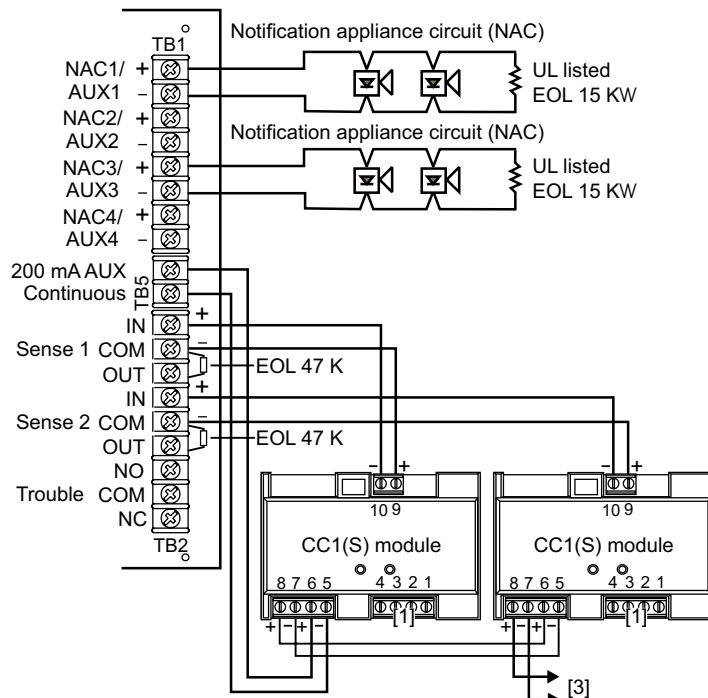 TB1
Notification appliance circuit (NAC)
NAC1/ +
AUX1 –
UL listed
EOL 15 KW
NAC2/ +
AUX2 –
Notification appliance circuit (NAC)
NAC3/ +
AUX3 –
UL listed
EOL 15 KW
NAC4/ +
AUX4 –
200 mA AUX
Continuous
TB5
IN +
Sense 1 COM –
OUT
EOL 47 K
IN +
Sense 2 COM –
OUT
EOL 47 K
NO
Trouble COM
NC
TB2
– +
10 9
CC1(S) module
8 7 6 5 4 3 2 1
[1]
+ – + –
– +
10 9
CC1(S) module
8 7 6 5 4 3 2 1
[1]
+ – + –
[3]